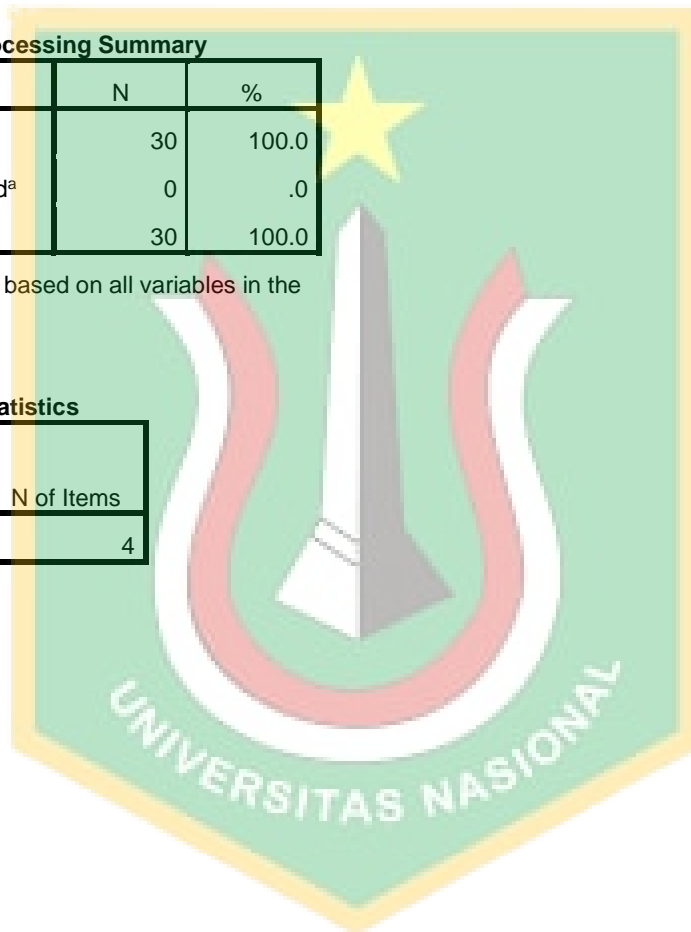 ocessing Summary
N %
30 100.0
dᵃ 0 .0
30 100.0
based on all variables in the
atistics
N of Items
4
UNIVERSITAS NASIONAL